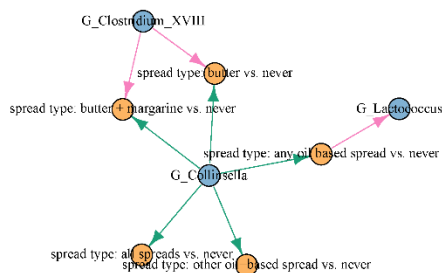 G_Clostridium_XVIII
spread type: butter vs. never
spread type: butter + margarine vs. never
G_Lactococcus
spread type: any oil based spread vs. never
G_Collinsella
spread type: all spreads vs. never
spread type: other oil based spread vs. never